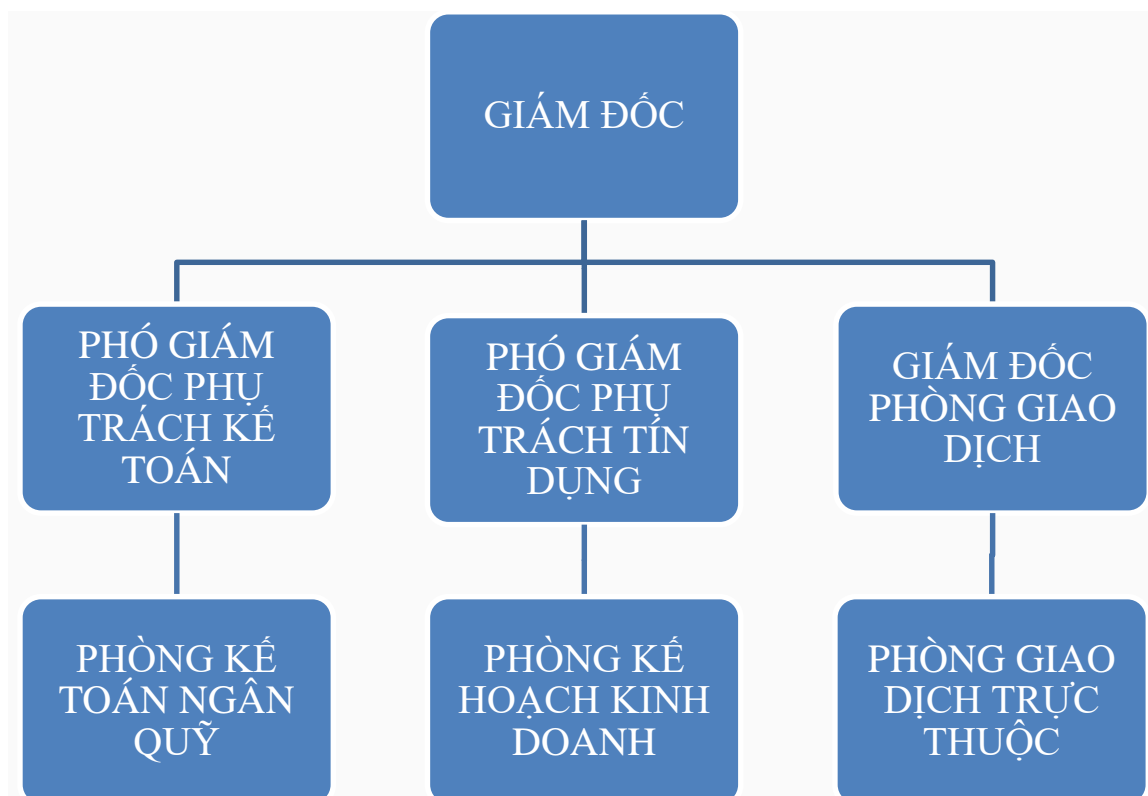 GIÁM ĐỐC
PHÓ GIÁM
ĐỐC PHỤ
TRÁCH KẾ
TOÁN
PHÓ GIÁM
ĐỐC PHỤ
TRÁCH TÍN
DỤNG
GIÁM ĐỐC
PHÒNG GIAO
DỊCH
PHÒNG KẾ
TOÁN NGÂN
QUỸ
PHÒNG KẾ
HOẠCH KINH
DOANH
PHÒNG GIAO
DỊCH TRỰC
THUỘC